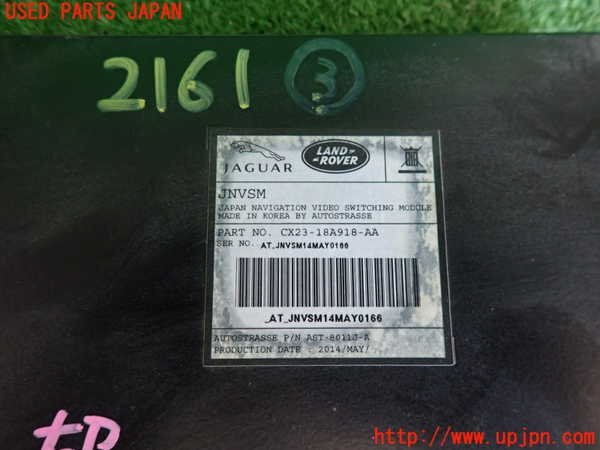 USED PARTS JAPAN
2161 3
JAGUAR
LAND ROVER
JNVSM
JAPAN NAVIGATION VIDEO SWITCHING MODULE
MADE IN KOREA BY AUTOSTRASSE
PART NO. CX23-18A918-AA
SER NO. AT_JNVSM14MAY0166
_AT_JNVSM14MAY0166
AUTOSTRASSE P/N AST-8011J-A
PRODUCTION DATE : 2014/MAY/
http://www.upjpn.com/